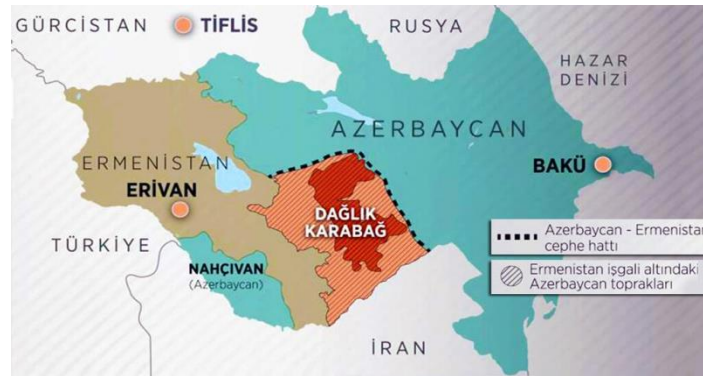 GÜRCİSTAN
TİFLİS
RUSYA
HAZAR
DENİZİ
AZERBAYCAN
ERMENİSTAN
ERİVAN
BAKÜ
DAĞLIK
KARABAĞ
TÜRKİYE
NAHÇIVAN
(Azerbaycan)
İRAN
Azerbaycan - Ermenistan
cephe hattı
Ermenistan işgali altındaki
Azerbaycan toprakları